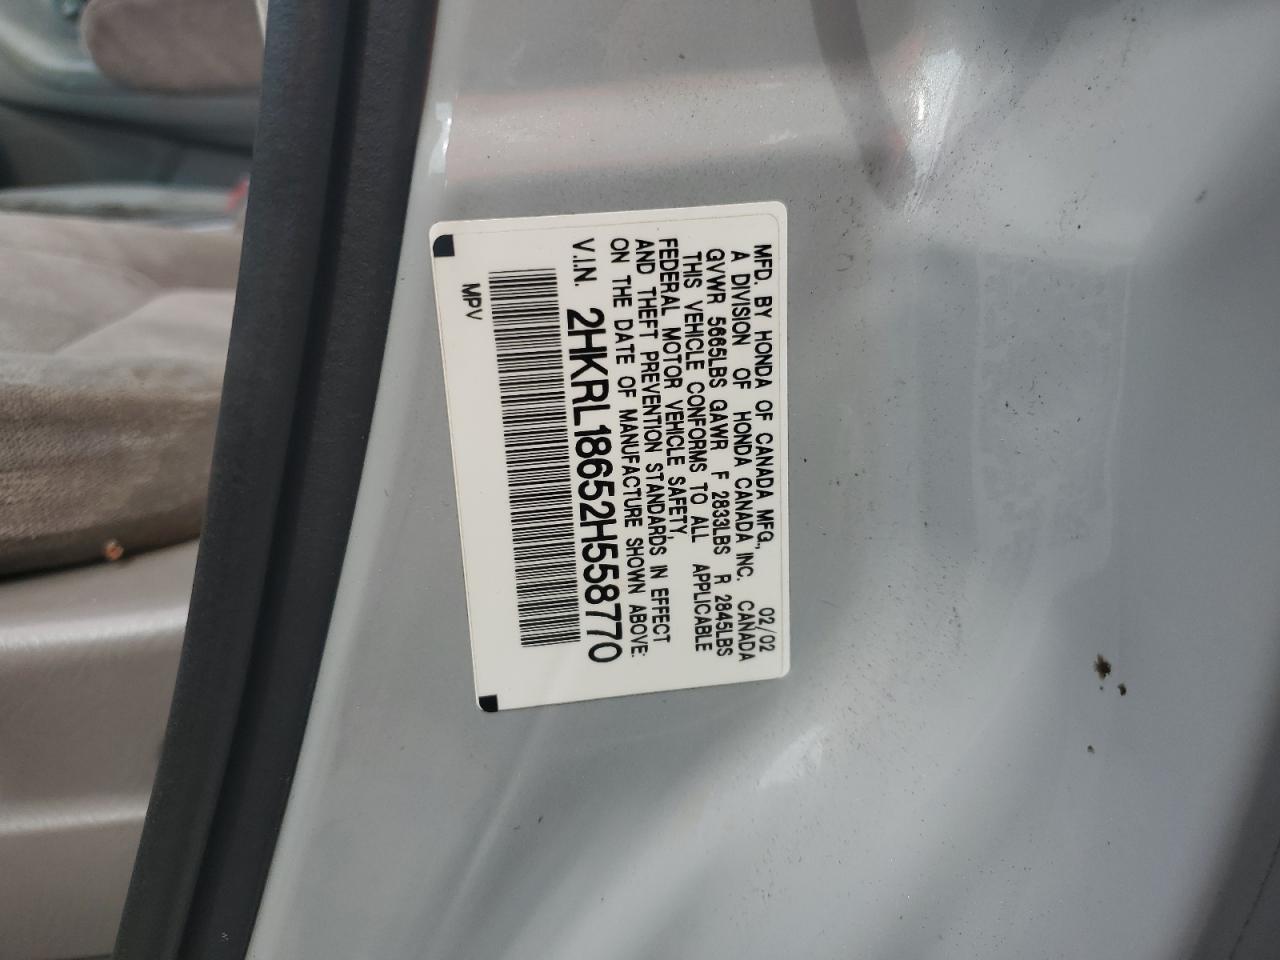 MFD. BY HONDA OF CANADA MFG., 02/02
A DIVISION OF HONDA CANADA INC. CANADA
GVWR 5665LBS GAWR F 2833LBS R 2845LBS
THIS VEHICLE CONFORMS TO ALL APPLICABLE
FEDERAL MOTOR VEHICLE SAFETY,
AND THEFT PREVENTION STANDARDS IN EFFECT
ON THE DATE OF MANUFACTURE SHOWN ABOVE.
V.I.N. 2HKRL18652H558770
MPV